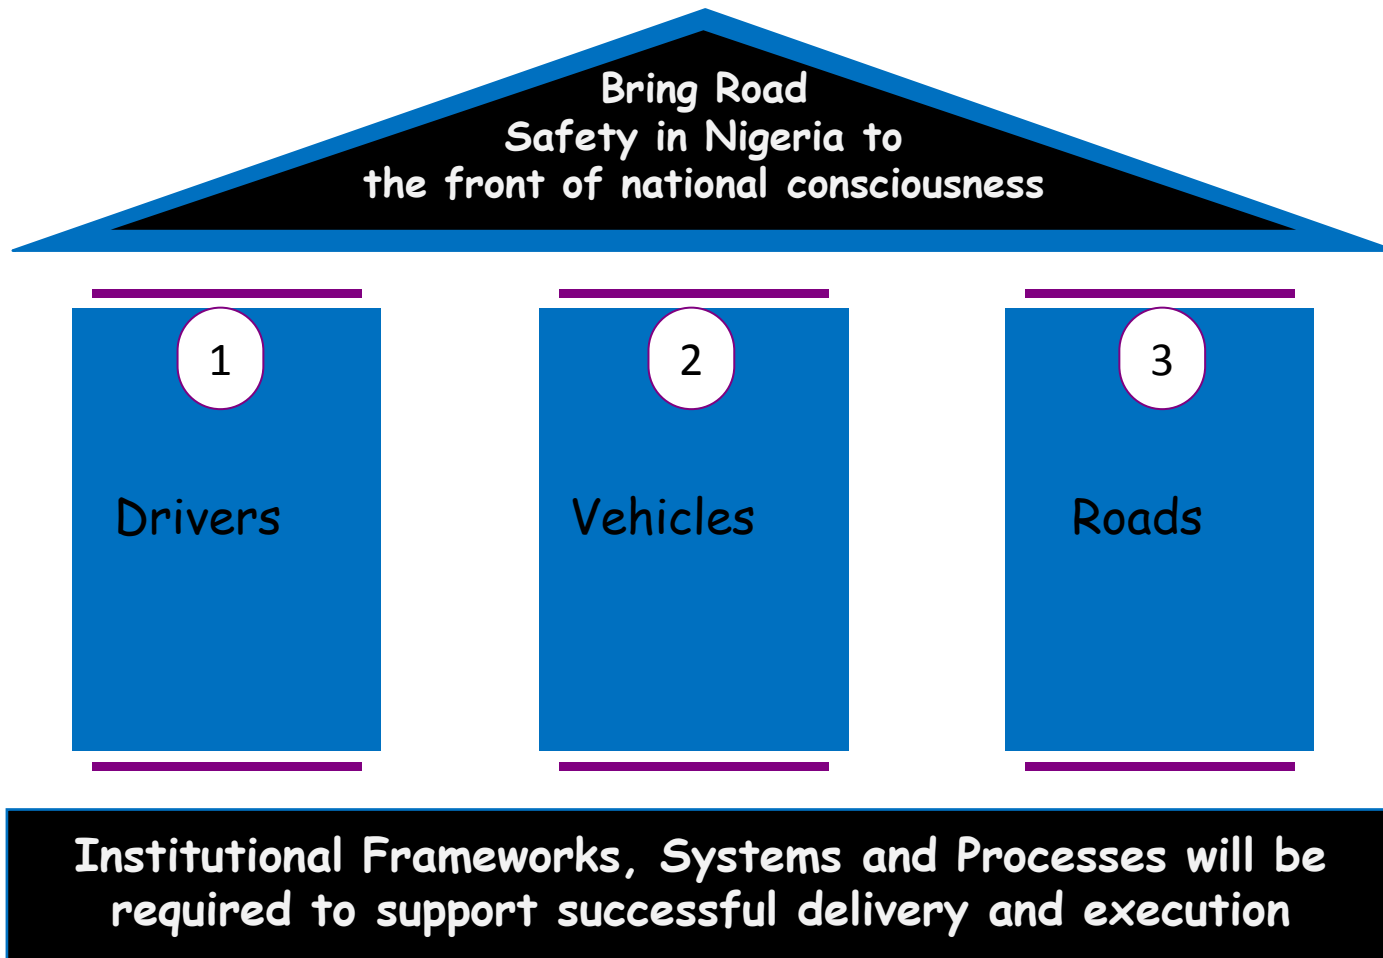 Bring Road
Safety in Nigeria to
the front of national consciousness
1
2
3
Drivers
Vehicles
Roads
Institutional Frameworks, Systems and Processes will be
required to support successful delivery and execution